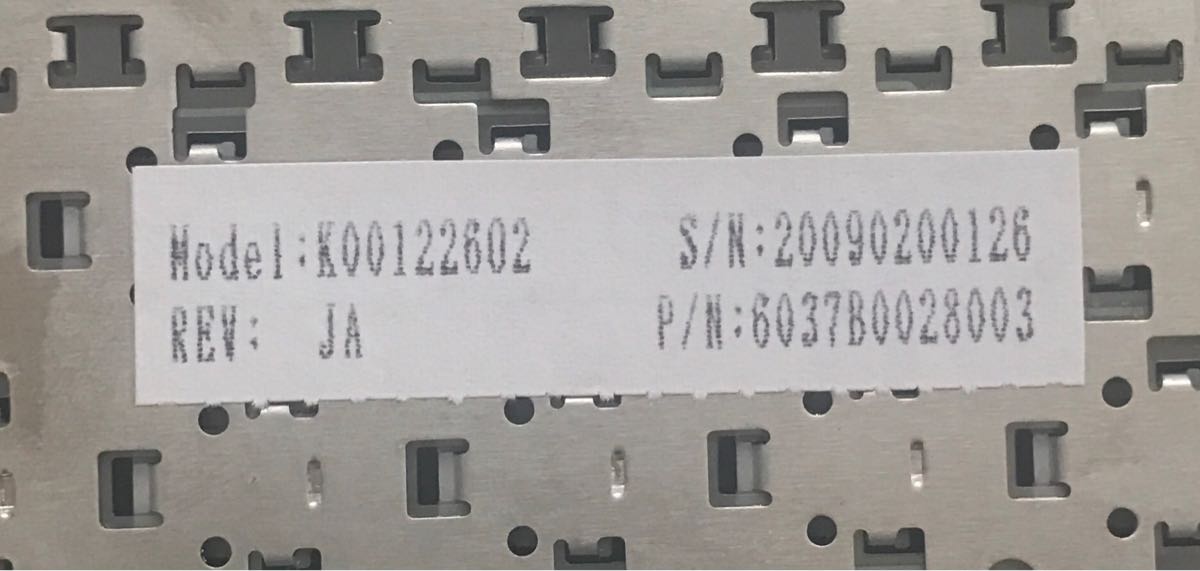 Model:K00122602 S/N:20090200126
REV: JA P/N:6037B0028003